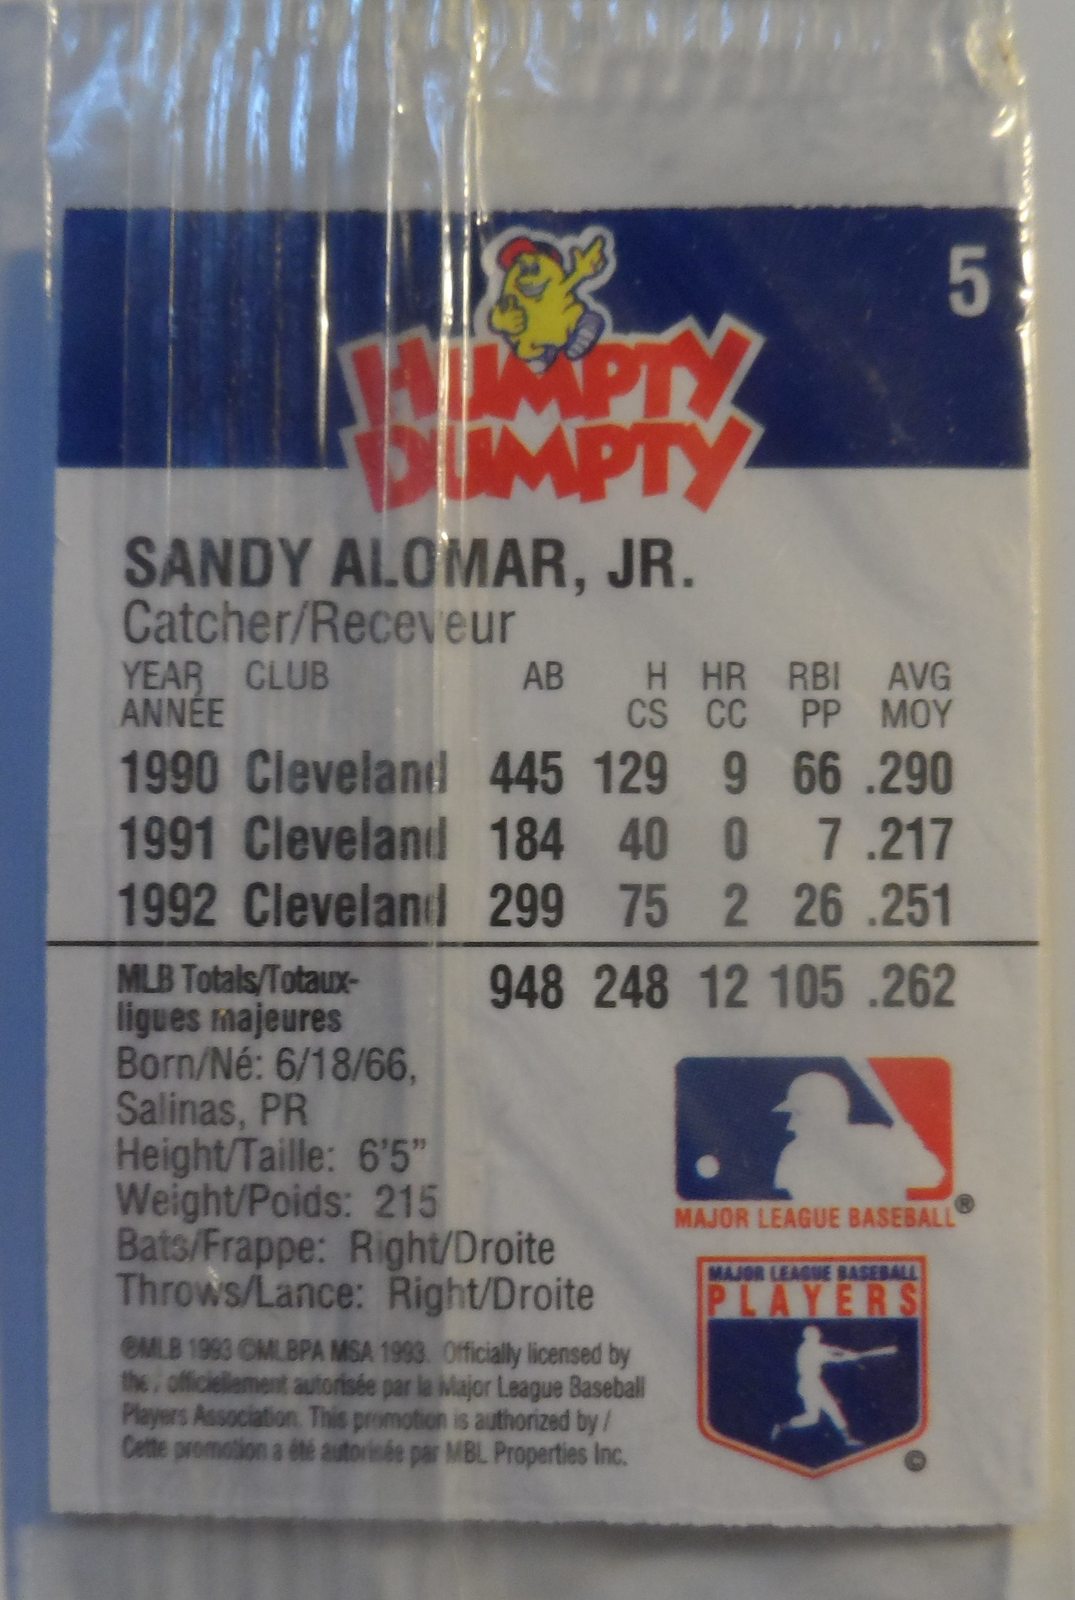 5
HUMPTY
DUMPTY
SANDY ALOMAR, JR.
Catcher/Receveur
YEAR CLUB AB H HR RBI AVG
ANNÉE CS CC PP MOY
1990 Cleveland 445 129 9 66 .290
1991 Cleveland 184 40 0 7 .217
1992 Cleveland 299 75 2 26 .251
MLB Totals/Totaux- 948 248 12 105 .262
ligues majeures
Born/Né: 6/18/66,
Salinas, PR
Height/Taille: 6'5"
Weight/Poids: 215
Bats/Frappe: Right/Droite
Throws/Lance: Right/Droite
©MLB 1993 ©MLBPA MSA 1993. Officially licensed by
the / officiellement autorisée par la Major League Baseball
Players Association. This promotion is authorized by /
Cette promotion a été autorisée par MBL Properties Inc.
MAJOR LEAGUE BASEBALL®
MAJOR LEAGUE BASEBALL
PLAYERS
©